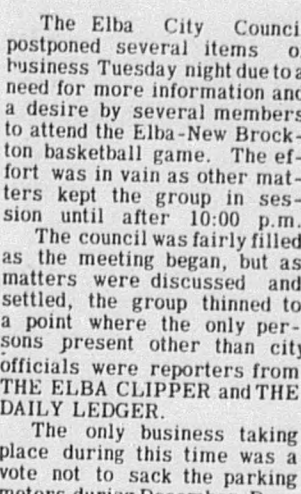 The Elba City Counci
postponed several items o
business Tuesday night due to a
need for more information and
a desire by several members
to attend the Elba-New Brock-
ton basketball game. The ef-
fort was in vain as other mat-
ters kept the group in ses-
sion until after 10:00 p.m.
The council was fairly filled
as the meeting began, but as
matters were discussed and
settled, the group thinned to
a point where the only per-
sons present other than city
officials were reporters from
THE ELBA CLIPPER and THE
DAILY LEDGER.
The only business taking
place during this time was a
vote not to sack the parking